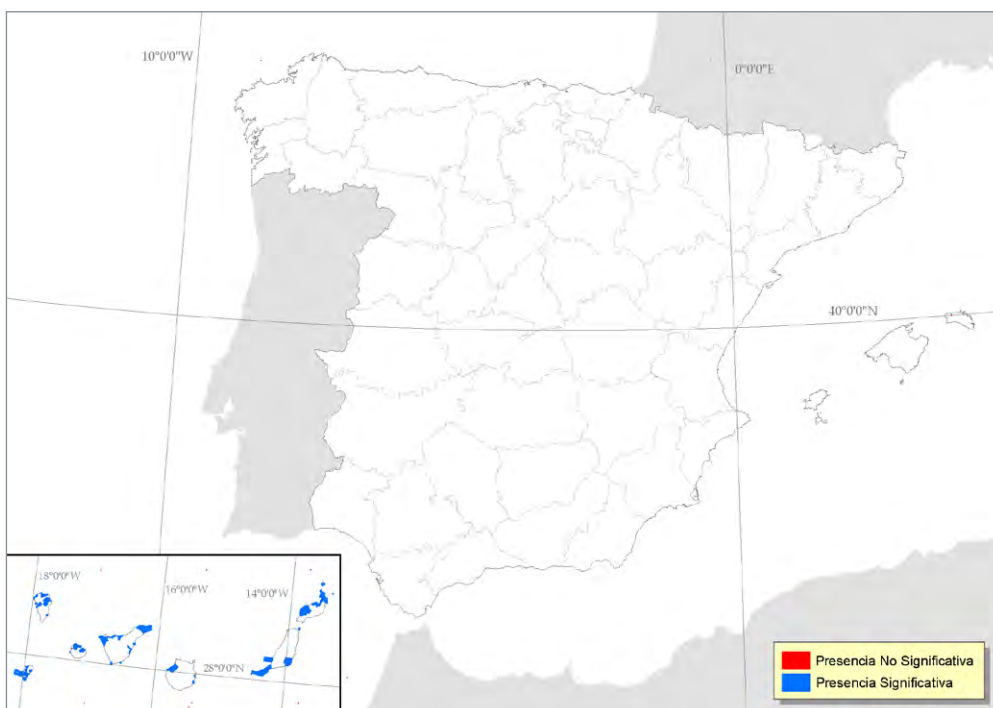 10°0'0"W
0°0'0"E
40°0'0"N
18°0'0"W
16°0'0"W
14°0'0"W
28°0'0"N
Presencia No Significativa
Presencia Significativa